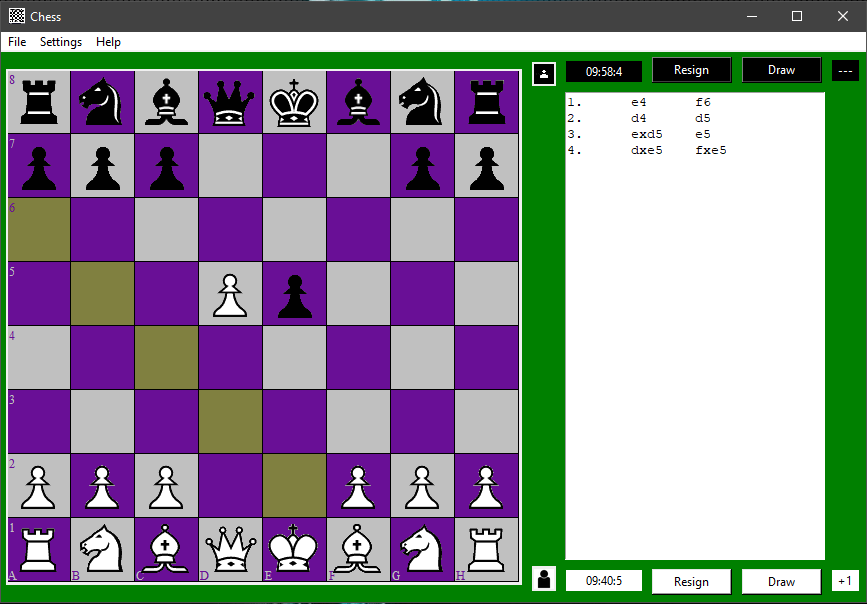 Chess
File Settings Help
09:58:4 Resign Draw ---
1. e4 f6
2. d4 d5
3. exd5 e5
4. dxe5 fxe5
8
7
6
5
4
3
2
1
A B C D E F G H
09:40:5 Resign Draw +1